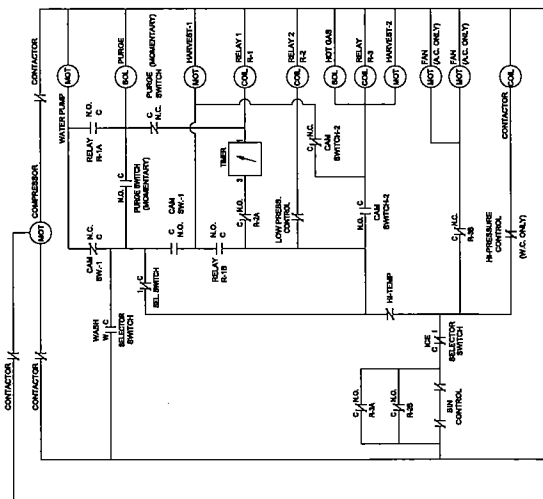 CONTACTOR
MOT
COMPRESSOR
CONTACTOR
CONTACTOR
MOT
WATER PUMP
SOL
PURGE
PURGE (MOMENTARY)
SWITCH
N.C.
C
MOT
HARVEST-1
COIL
RELAY 1
R-1
COIL
RELAY 2
R-2
SOL
HOT GAS
COIL
RELAY
R-3
MOT
HARVEST-2
MOT
FAN
(A.C. ONLY)
MOT
FAN
(A.C. ONLY)
COIL
CONTACTOR
N.O.
C
RELAY
R-1A
N.O.
C
PURGE SWITCH
(MOMENTARY)
1
TIMER
3
C
N.C.
CAM
SWITCH-2
N.C.
C
CAM
SW.-1
CAM
SW.-1
C
N.O.
N.O.
C
RELAY
R-1B
C
N.O.
R-2A
LOW PRESS.
CONTROL
N.O.
C
CAM
SWITCH-2
C
N.C.
R-3B
HI-PRESSURE CONTROL
(W.C. ONLY)
I
C
SEL SWITCH
WASH
W
C
SELECTOR
SWITCH
HI-TEMP
ICE
C
I
SELECTOR
SWITCH
C
N.O.
R-3A
C
N.O.
R-2B
BIN
CONTROL